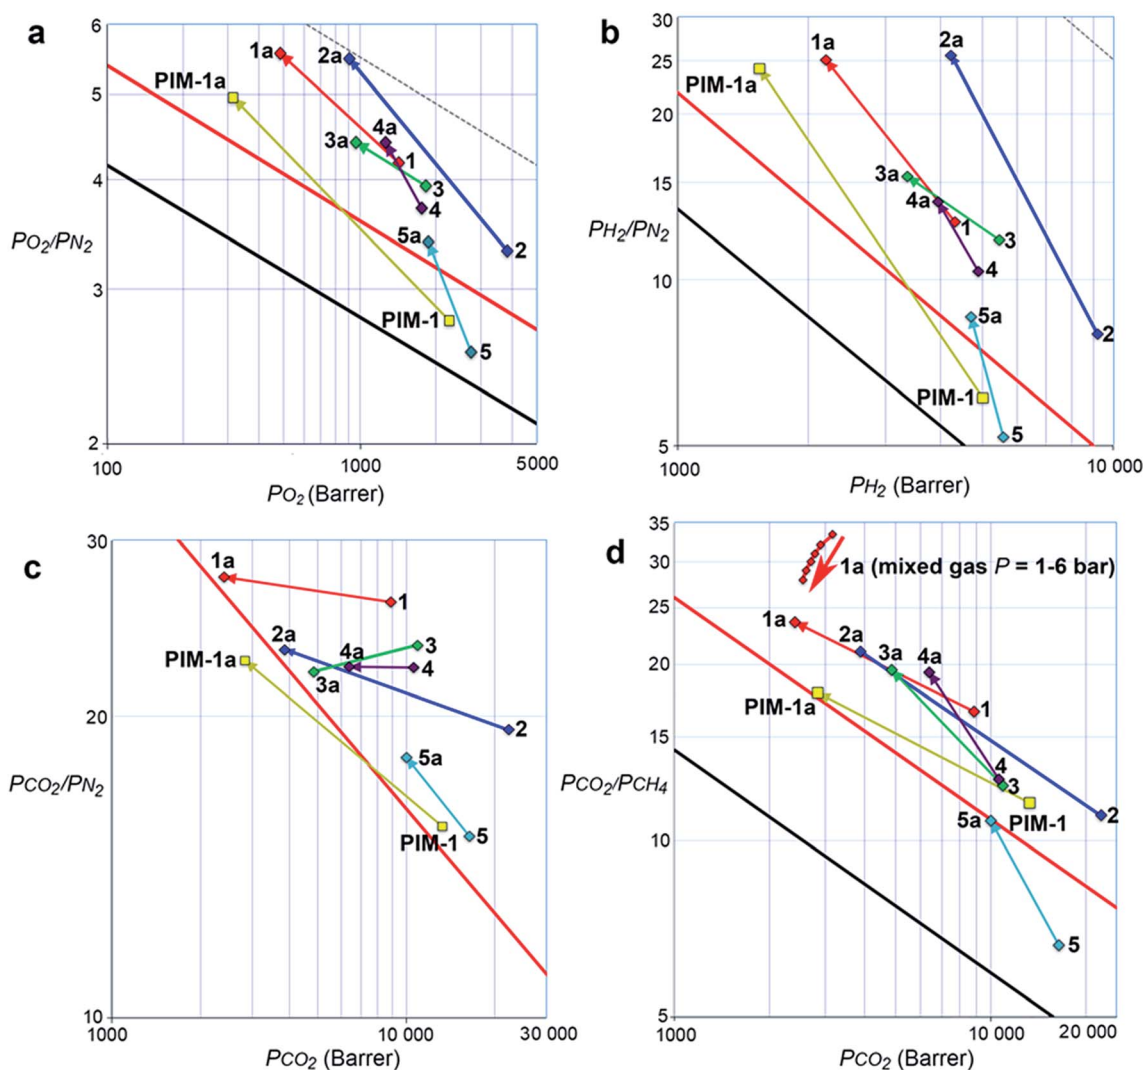 a
6
5
4
3
2
PO2/PN2
1a
2a
PIM-1a
4a
3a
1
3
4
5a
2
PIM-1
5
100
1000
5000
PO2 (Barrer)
b
30
25
20
15
10
5
PH2/PN2
1a
2a
PIM-1a
3a
4a
1
3
4
5a
2
PIM-1
5
1000
10 000
PH2 (Barrer)
c
30
20
10
PCO2/PN2
1a
1
2a
4a
3
PIM-1a
3a
4
2
5a
PIM-1
5
1000
10 000
30 000
PCO2 (Barrer)
d
35
30
25
20
15
10
5
PCO2/PCH4
1a (mixed gas P = 1-6 bar)
1a
2a
3a
4a
PIM-1a
1
4
3
5a
PIM-1
2
5
1000
10 000
20 000
PCO2 (Barrer)